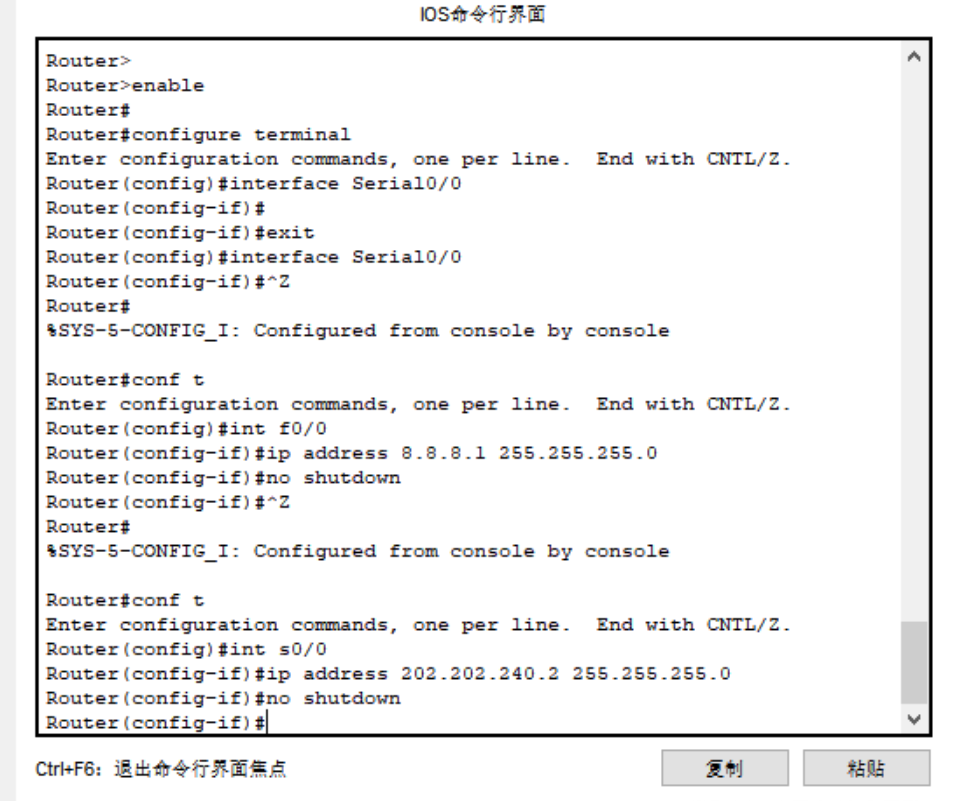 IOS命令行界面
Router>
Router>enable
Router#
Router#configure terminal
Enter configuration commands, one per line.  End with CNTL/Z.
Router(config)#interface Serial0/0
Router(config-if)#
Router(config-if)#exit
Router(config)#interface Serial0/0
Router(config-if)#^Z
Router#
%SYS-5-CONFIG_I: Configured from console by console
Router#conf t
Enter configuration commands, one per line.  End with CNTL/Z.
Router(config)#int f0/0
Router(config-if)#ip address 8.8.8.1 255.255.255.0
Router(config-if)#no shutdown
Router(config-if)#^Z
Router#
%SYS-5-CONFIG_I: Configured from console by console
Router#conf t
Enter configuration commands, one per line.  End with CNTL/Z.
Router(config)#int s0/0
Router(config-if)#ip address 202.202.240.2 255.255.255.0
Router(config-if)#no shutdown
Router(config-if)#
Ctrl+F6: 退出命令行界面焦点
复制
粘贴